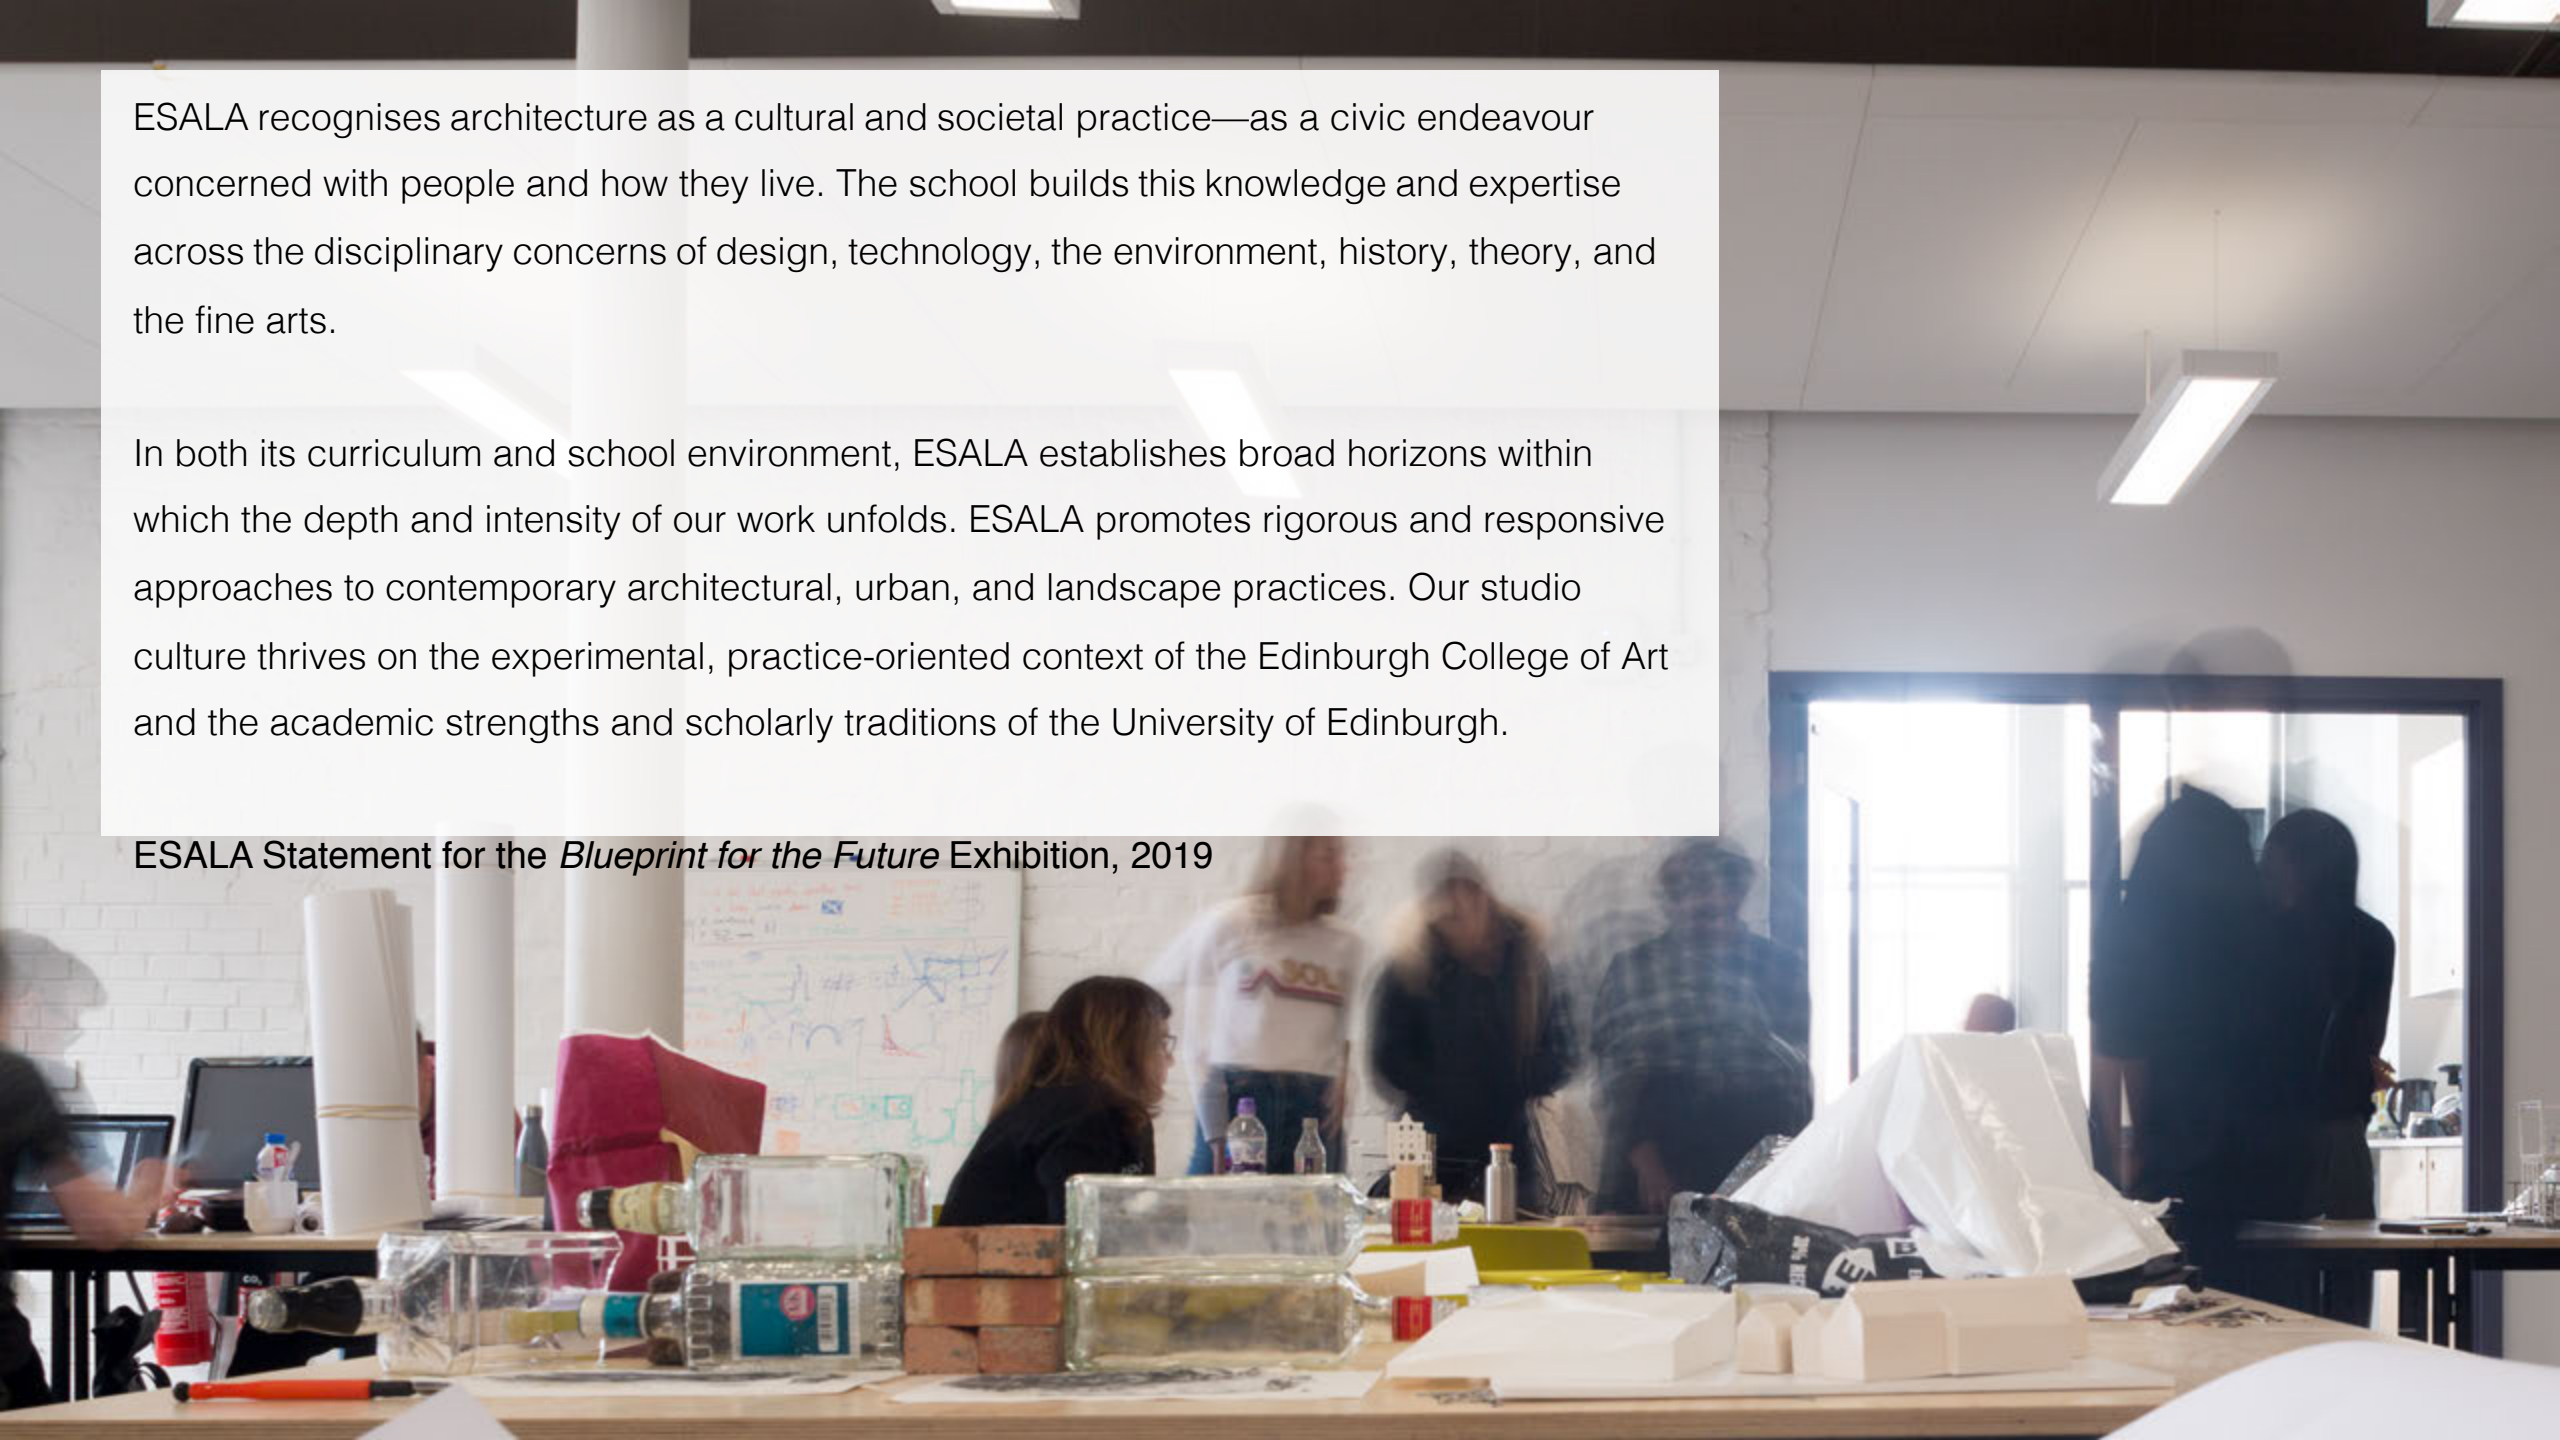 ESALA recognises architecture as a cultural and societal practice—as a civic endeavour
concerned with people and how they live. The school builds this knowledge and expertise
across the disciplinary concerns of design, technology, the environment, history, theory, and
the fine arts.
In both its curriculum and school environment, ESALA establishes broad horizons within
which the depth and intensity of our work unfolds. ESALA promotes rigorous and responsive
approaches to contemporary architectural, urban, and landscape practices. Our studio
culture thrives on the experimental, practice-oriented context of the Edinburgh College of Art
and the academic strengths and scholarly traditions of the University of Edinburgh.
ESALA Statement for the Blueprint for the Future Exhibition, 2019